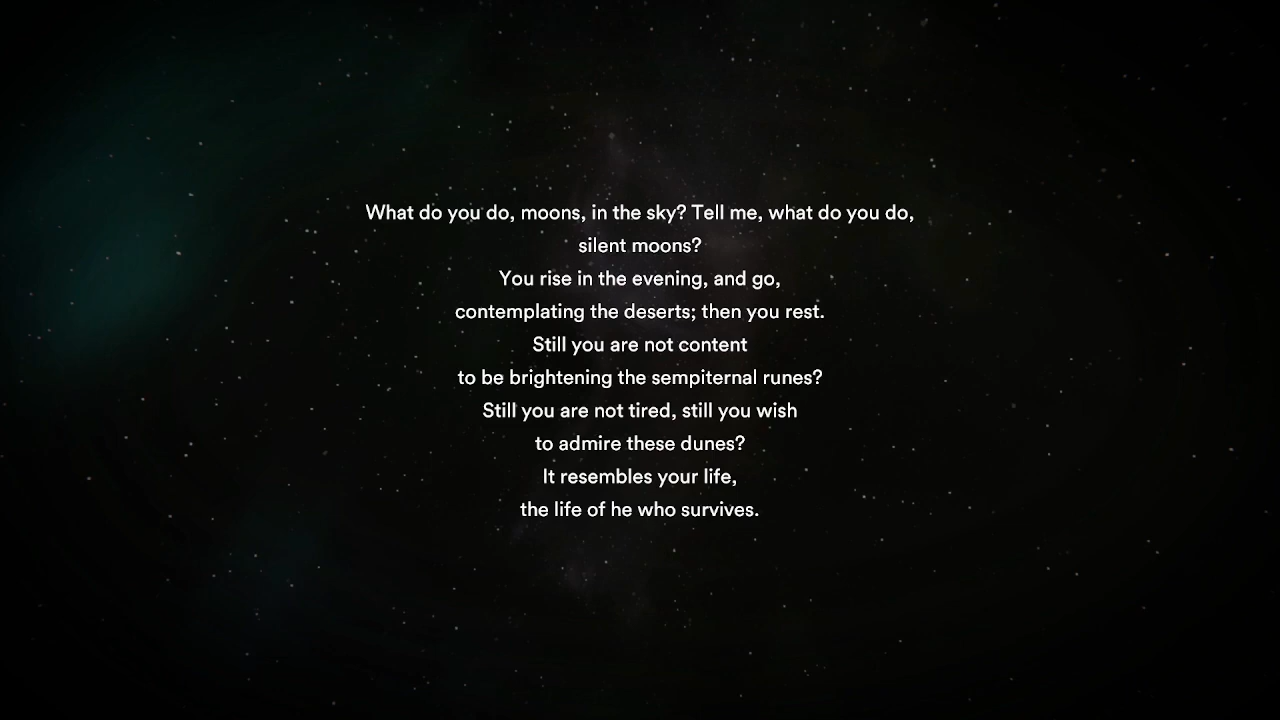 What do you do, moons, in the sky? Tell me, what do you do,
silent moons?
You rise in the evening, and go,
contemplating the deserts; then you rest.
Still you are not content
to be brightening the sempiternal runes?
Still you are not tired, still you wish
to admire these dunes?
It resembles your life,
the life of he who survives.